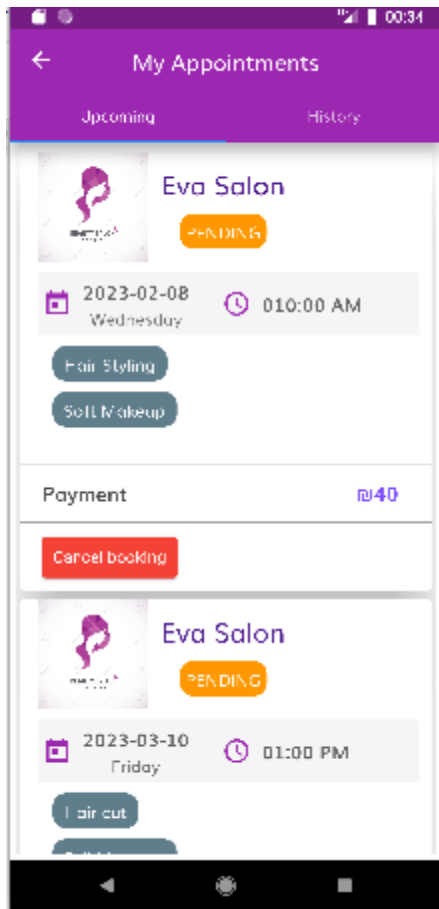 00:34
My Appointments
Upcoming History
Eva Salon
PENDING
2023-02-08
Wednesday
010:00 AM
Hair Styling
Soft Makeup
Payment ₪40
Cancel booking
Eva Salon
PENDING
2023-03-10
Friday
01:00 PM
Hair cut